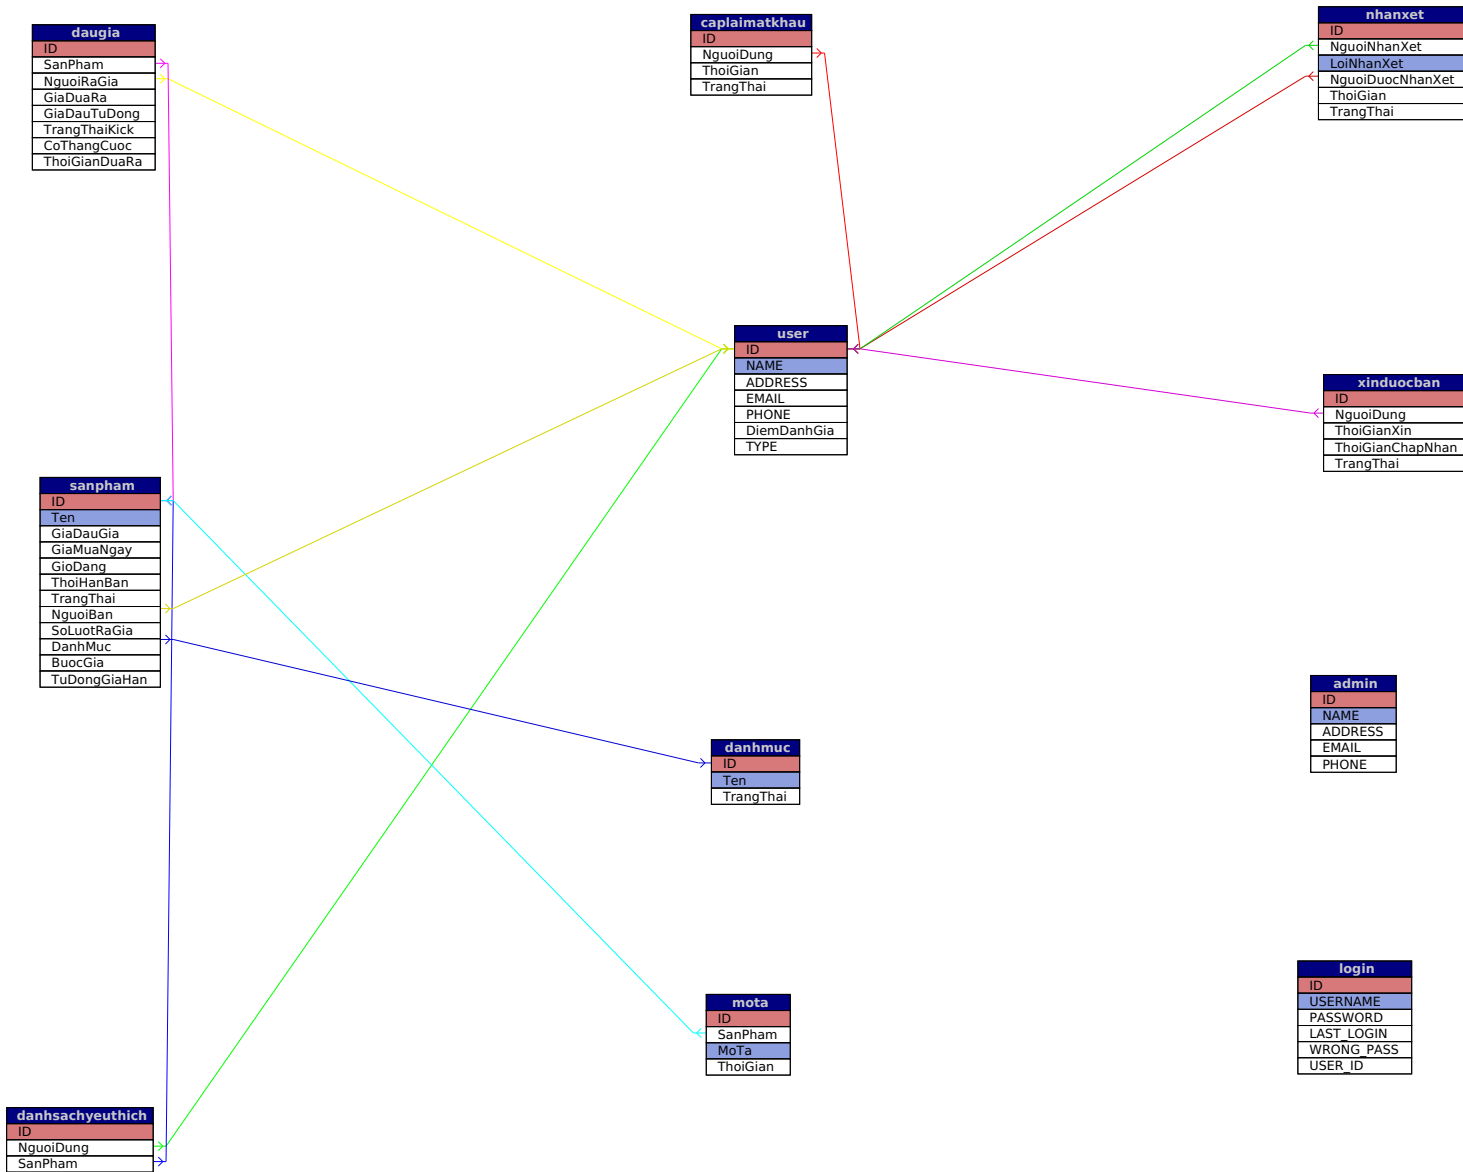 daugia
ID
SanPham
NguoiRaGia
GiaDuaRa
GiaDauTuDong
TrangThaiKick
CoThangCuoc
ThoiGianDuaRa
caplaimatkhau
ID
NguoiDung
ThoiGian
TrangThai
nhanxet
ID
NguoiNhanXet
LoiNhanXet
NguoiDuocNhanXet
ThoiGian
TrangThai
user
ID
NAME
ADDRESS
EMAIL
PHONE
DiemDanhGia
TYPE
xinduocban
ID
NguoiDung
ThoiGianXin
ThoiGianChapNhan
TrangThai
sanpham
ID
Ten
GiaDauGia
GiaMuaNgay
GioDang
ThoiHanBan
TrangThai
NguoiBan
SoLuotRaGia
DanhMuc
BuocGia
TuDongGiaHan
admin
ID
NAME
ADDRESS
EMAIL
PHONE
danhmuc
ID
Ten
TrangThai
login
ID
USERNAME
PASSWORD
LAST_LOGIN
WRONG_PASS
USER_ID
mota
ID
SanPham
MoTa
ThoiGian
danhsachyeuthich
ID
NguoiDung
SanPham